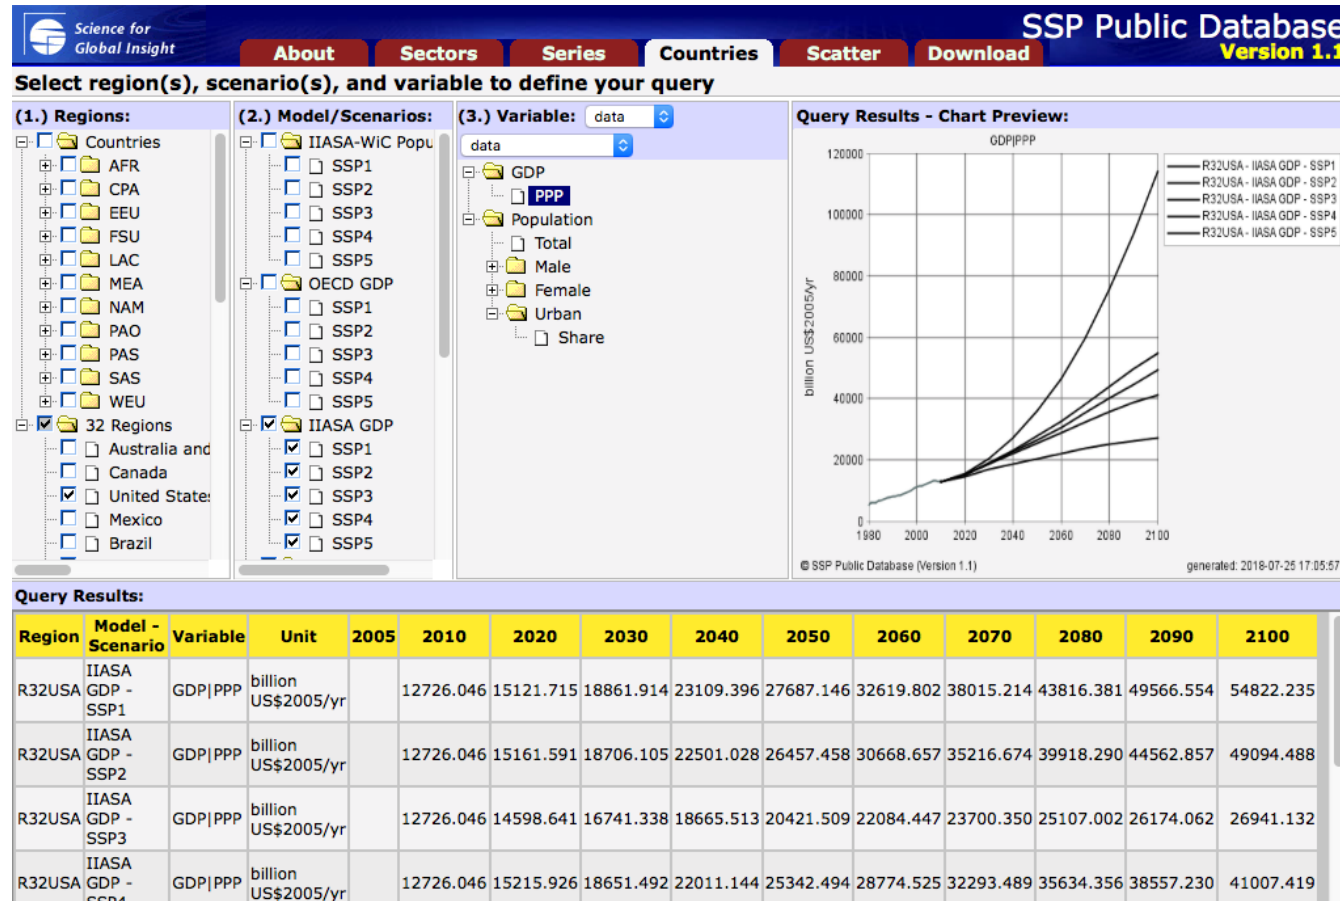 Science for
Global Insight
SSP Public Database
Version 1.1
About Sectors Series Countries Scatter Download
Select region(s), scenario(s), and variable to define your query
(1.) Regions:
Countries
AFR
CPA
EEU
FSU
LAC
MEA
NAM
PAO
PAS
SAS
WEU
32 Regions
Australia and
Canada
United States
Mexico
Brazil
(2.) Model/Scenarios:
IIASA-WiC Popu
SSP1
SSP2
SSP3
SSP4
SSP5
OECD GDP
SSP1
SSP2
SSP3
SSP4
SSP5
IIASA GDP
SSP1
SSP2
SSP3
SSP4
SSP5
(3.) Variable: data
data
GDP
PPP
Population
Total
Male
Female
Urban
Share
Query Results - Chart Preview:
GDP|PPP
120000
100000
80000
60000
40000
20000
0
billion US$2005/yr
1980 2000 2020 2040 2060 2080 2100
R32USA - IIASA GDP - SSP1
R32USA - IIASA GDP - SSP2
R32USA - IIASA GDP - SSP3
R32USA - IIASA GDP - SSP4
R32USA - IIASA GDP - SSP5
© SSP Public Database (Version 1.1) generated: 2018-07-25 17:05:57
Query Results:
Region Model - Scenario Variable Unit 2005 2010 2020 2030 2040 2050 2060 2070 2080 2090 2100
R32USA IIASA GDP - SSP1 GDP|PPP billion US$2005/yr 12726.046 15121.715 18861.914 23109.396 27687.146 32619.802 38015.214 43816.381 49566.554 54822.235
R32USA IIASA GDP - SSP2 GDP|PPP billion US$2005/yr 12726.046 15161.591 18706.105 22501.028 26457.458 30668.657 35216.674 39918.290 44562.857 49094.488
R32USA IIASA GDP - SSP3 GDP|PPP billion US$2005/yr 12726.046 14598.641 16741.338 18665.513 20421.509 22084.447 23700.350 25107.002 26174.062 26941.132
R32USA IIASA GDP - SSP4 GDP|PPP billion US$2005/yr 12726.046 15215.926 18651.492 22011.144 25342.494 28774.525 32293.489 35634.356 38557.230 41007.419